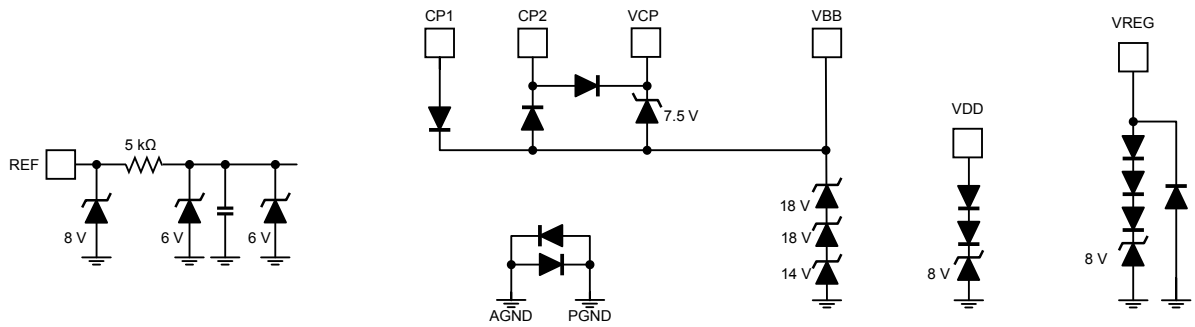 CP1 CP2 VCP VBB
VREG
7.5 V
VDD
5 kΩ
REF
8 V 6 V 6 V
18 V
18 V
14 V
8 V
8 V
AGND PGND